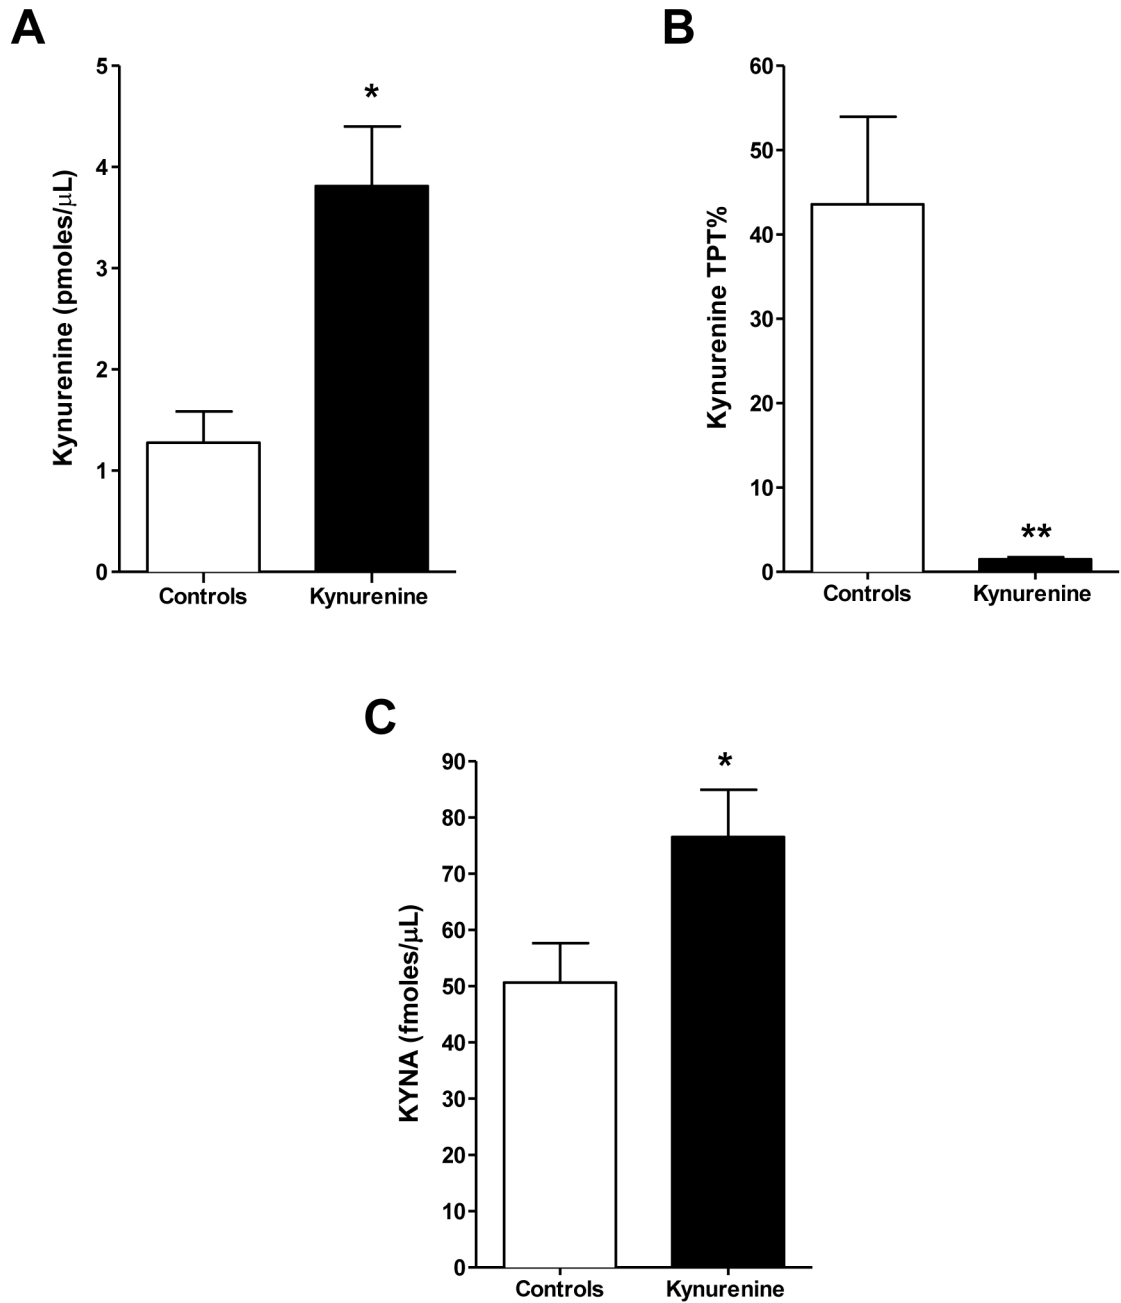 A
Kynurenine (pmoles/μL)
5
4
3
2
1
0
*
Controls
Kynurenine
B
Kynurenine TPT%
60
50
40
30
20
10
0
**
Controls
Kynurenine
C
KYNA (fmoles/μL)
90
80
70
60
50
40
30
20
10
0
*
Controls
Kynurenine